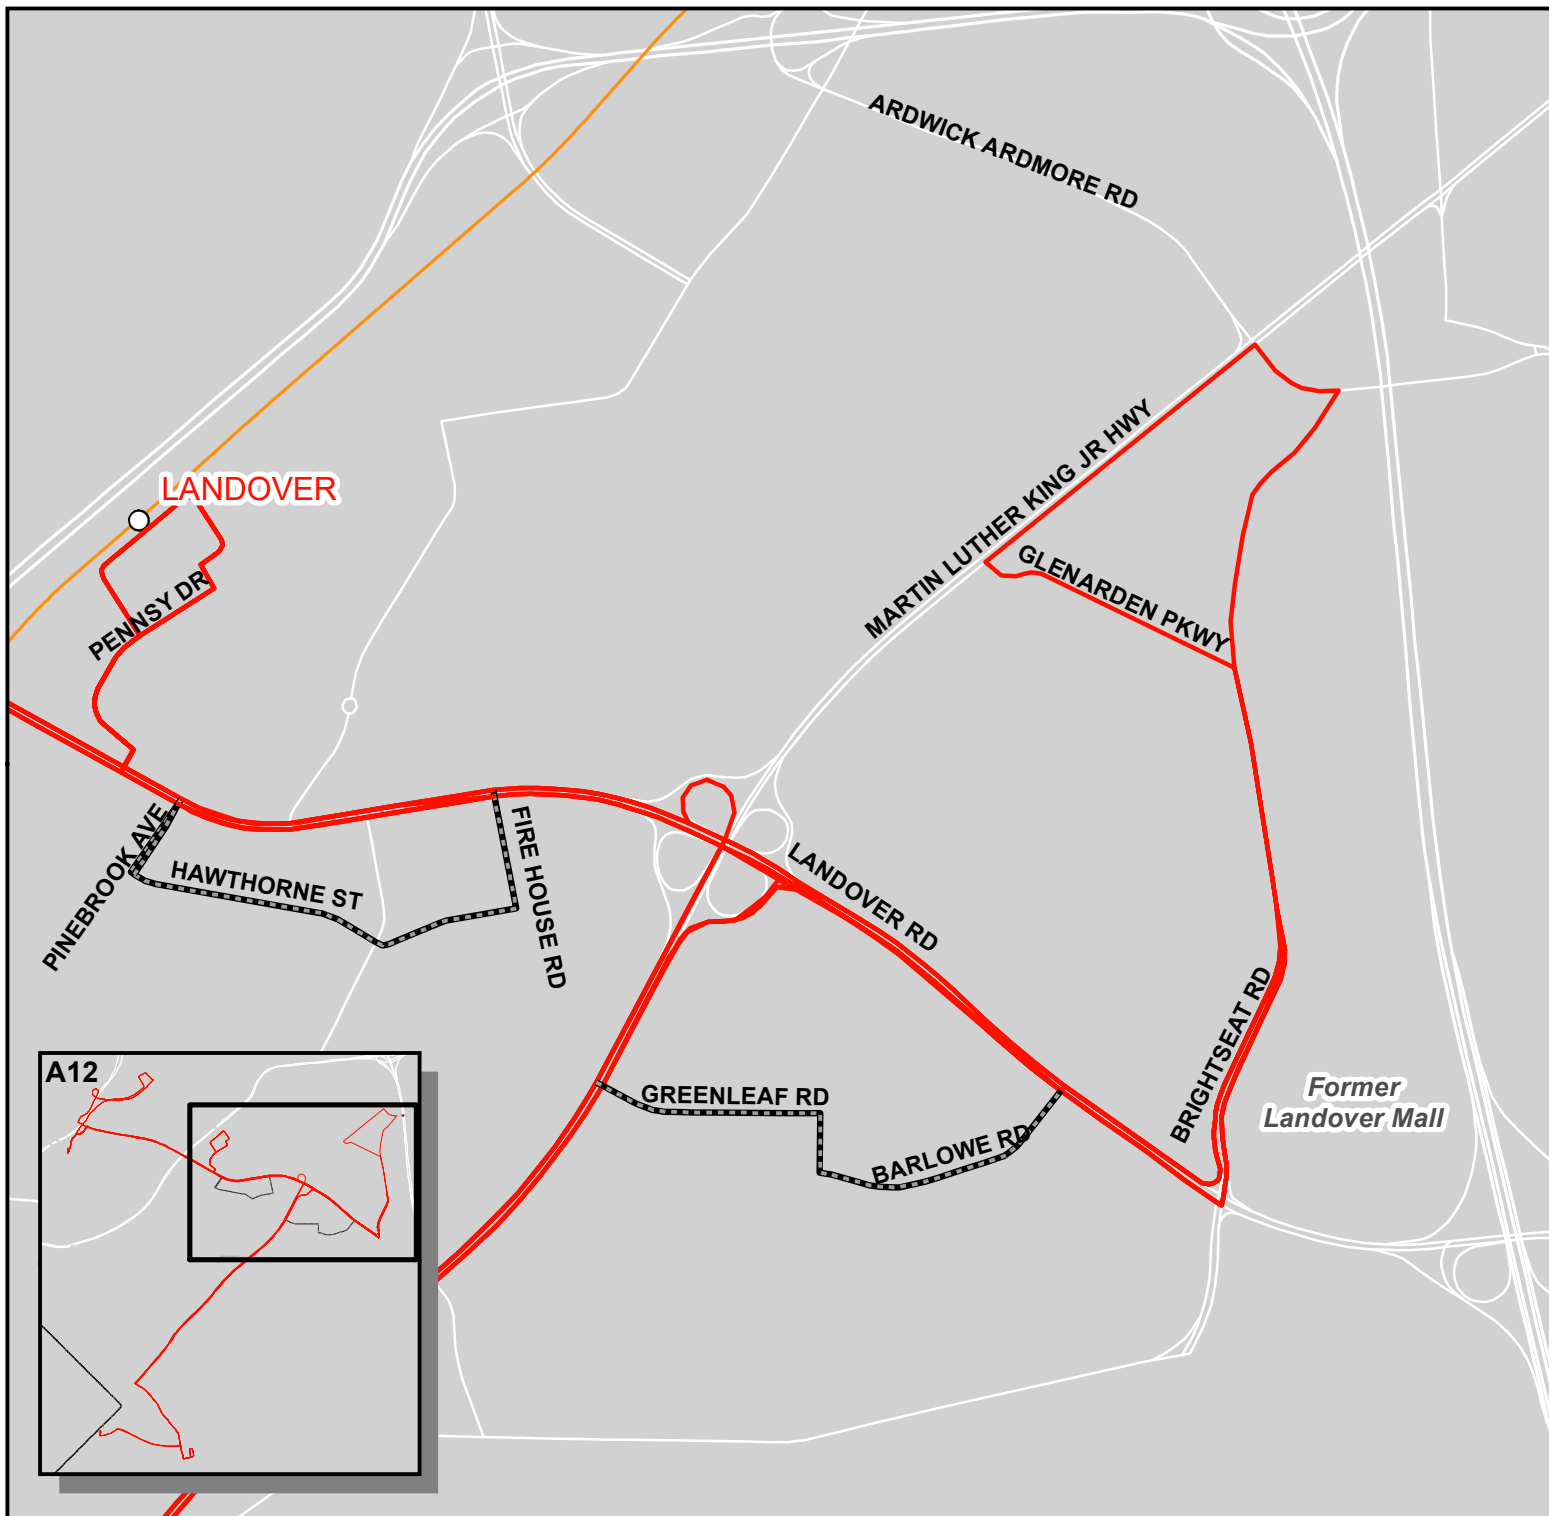 ARDWICK ARDMORE RD
MARTIN LUTHER KING JR HWY
LANDOVER
GLENARDEN PKWY
PENNSY DR
PINEBROOK AVE
HAWTHORNE ST
FIRE HOUSE RD
LANDOVER RD
BRIGHTSEAT RD
A12
GREENLEAF RD
BARLOWE RD
Former
Landover Mall